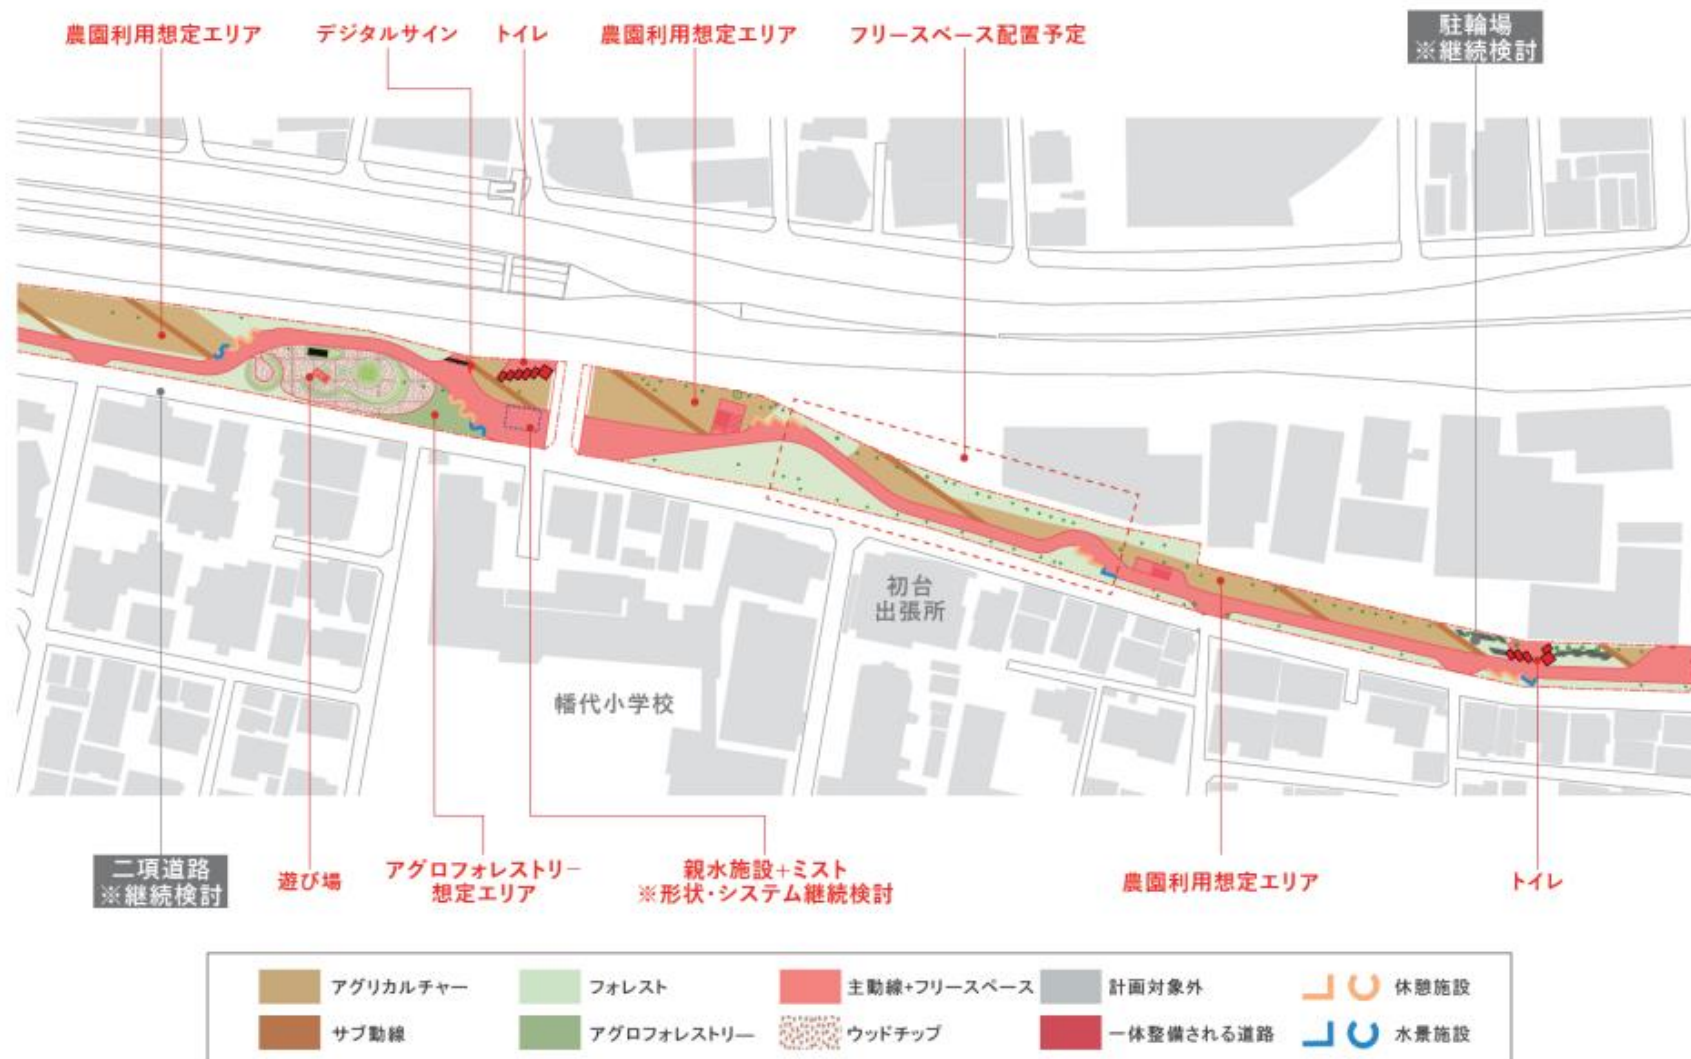 農園利用想定エリア
デジタルサイン
トイレ
農園利用想定エリア
フリースペース配置予定
駐輪場
※継続検討
初台
出張所
幡代小学校
二項道路
※継続検討
遊び場
アグロフォレストリー
想定エリア
親水施設+ミスト
※形状・システム継続検討
農園利用想定エリア
トイレ
アグリカルチャー
フォレスト
主動線+フリースペース
計画対象外
休憩施設
サブ動線
アグロフォレストリー
ウッドチップ
一体整備される道路
水景施設